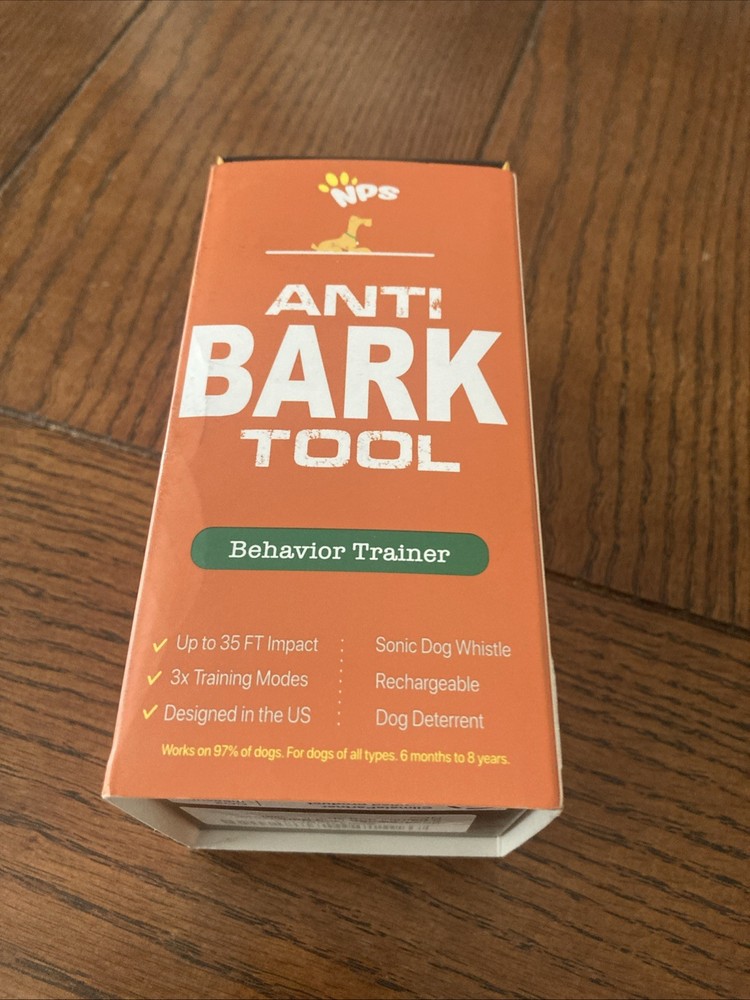 NPS
ANTI
BARK
TOOL
Behavior Trainer
Up to 35 FT Impact
Sonic Dog Whistle
3x Training Modes
Rechargeable
Designed in the US
Dog Deterrent
Works on 97% of dogs. For dogs of all types. 6 months to 8 years.